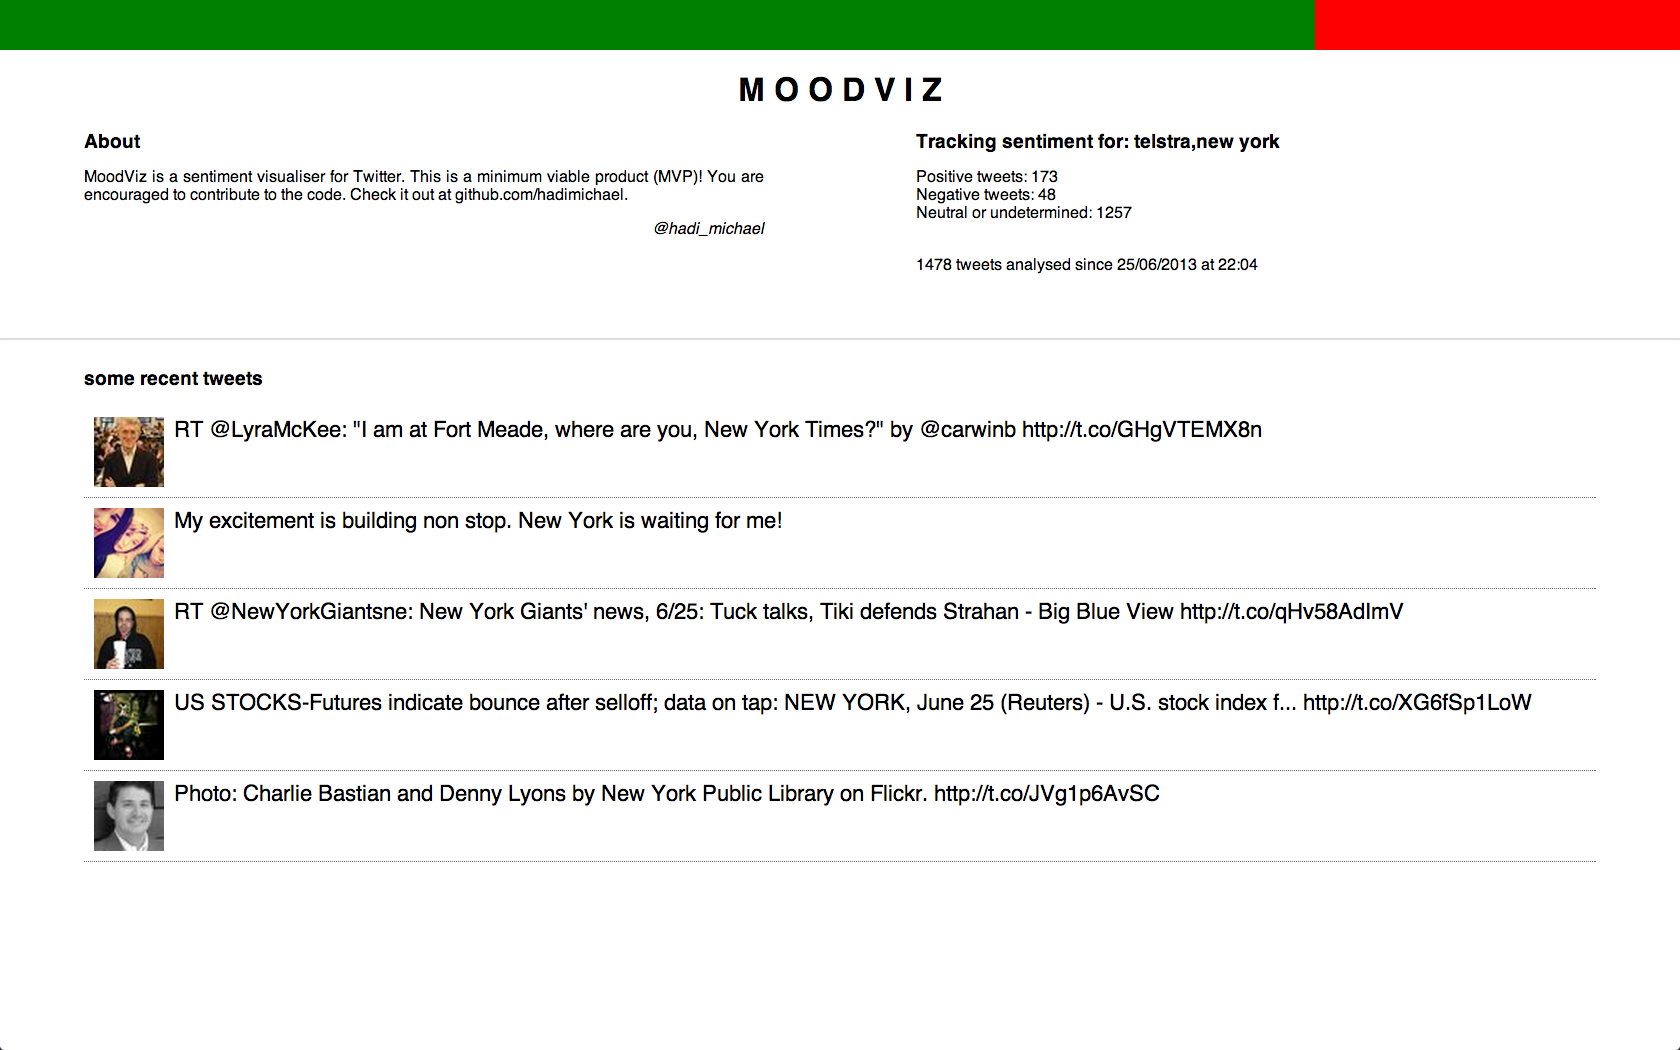 M O O D V I Z
About
MoodViz is a sentiment visualiser for Twitter. This is a minimum viable product (MVP)! You are
encouraged to contribute to the code. Check it out at github.com/hadimichael.
@hadi_michael
Tracking sentiment for: telstra,new york
Positive tweets: 173
Negative tweets: 48
Neutral or undetermined: 1257
1478 tweets analysed since 25/06/2013 at 22:04
some recent tweets
RT @LyraMcKee: "I am at Fort Meade, where are you, New York Times?" by @carwinb http://t.co/GHgVTEMX8n
My excitement is building non stop. New York is waiting for me!
RT @NewYorkGiantsne: New York Giants' news, 6/25: Tuck talks, Tiki defends Strahan - Big Blue View http://t.co/qHv58AdImV
US STOCKS-Futures indicate bounce after selloff; data on tap: NEW YORK, June 25 (Reuters) - U.S. stock index f... http://t.co/XG6fSp1LoW
Photo: Charlie Bastian and Denny Lyons by New York Public Library on Flickr. http://t.co/JVg1p6AvSC